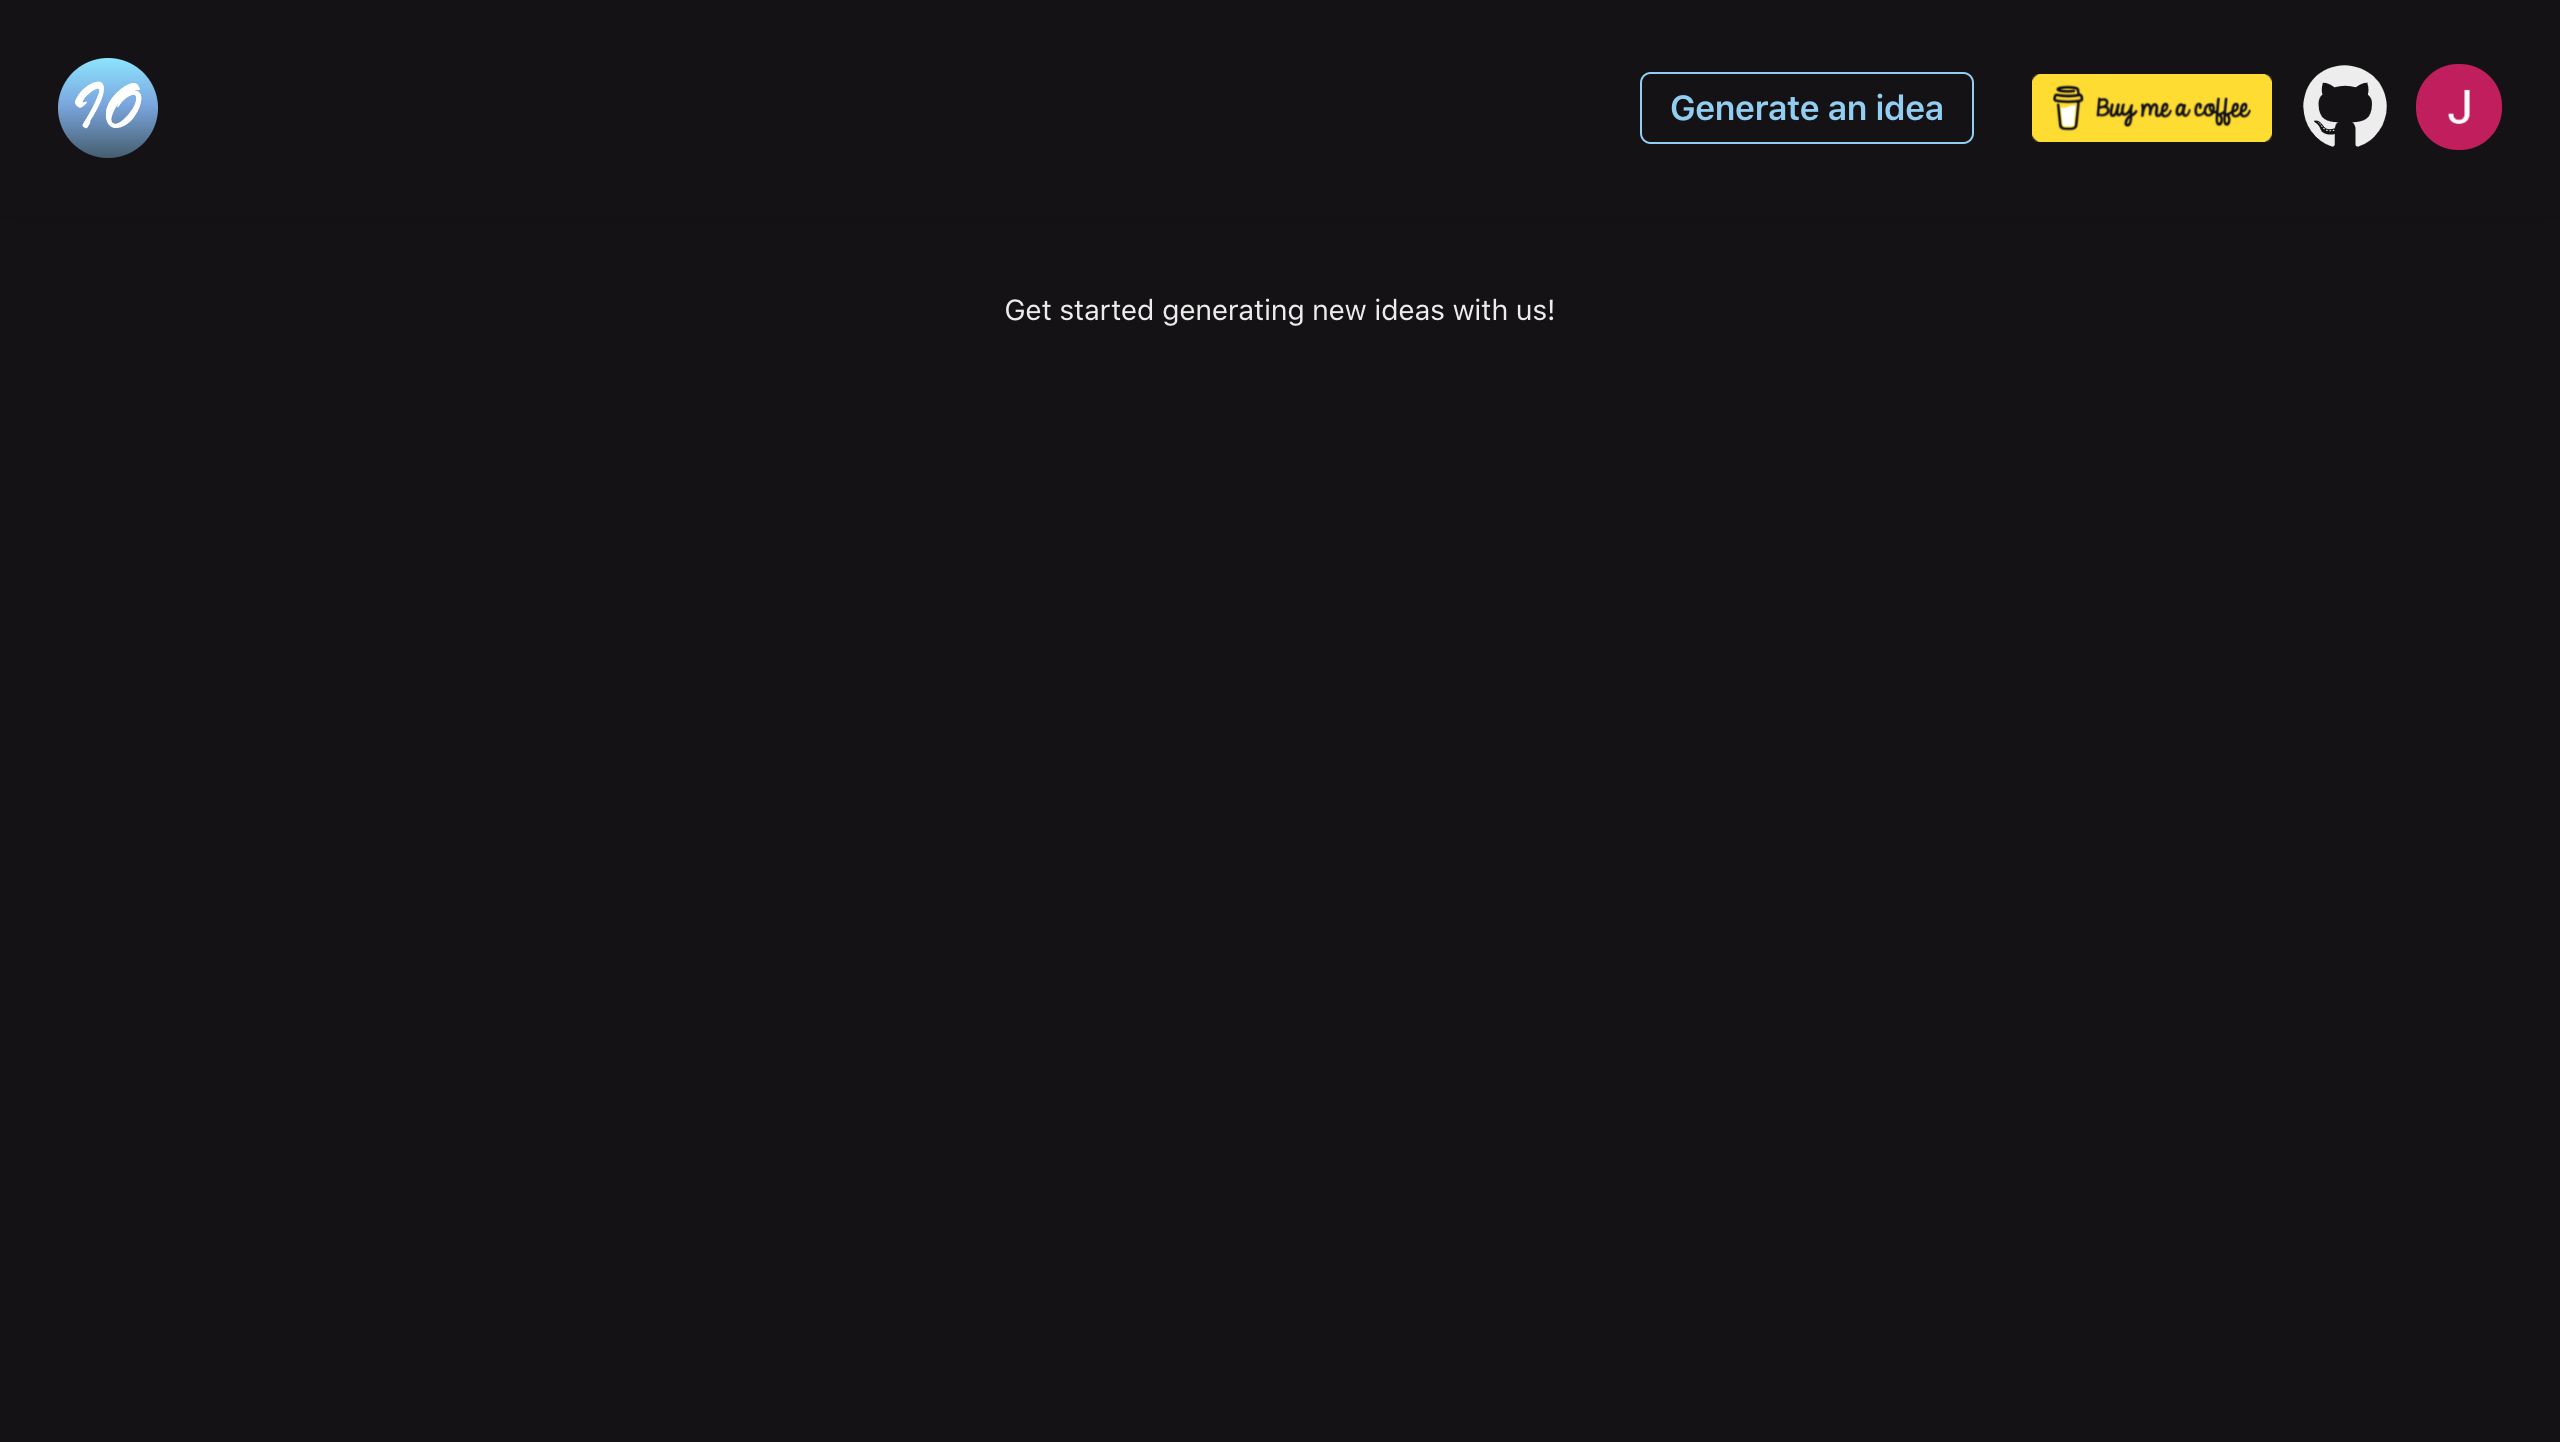 IO
Generate an idea
Buy me a coffee
J
Get started generating new ideas with us!